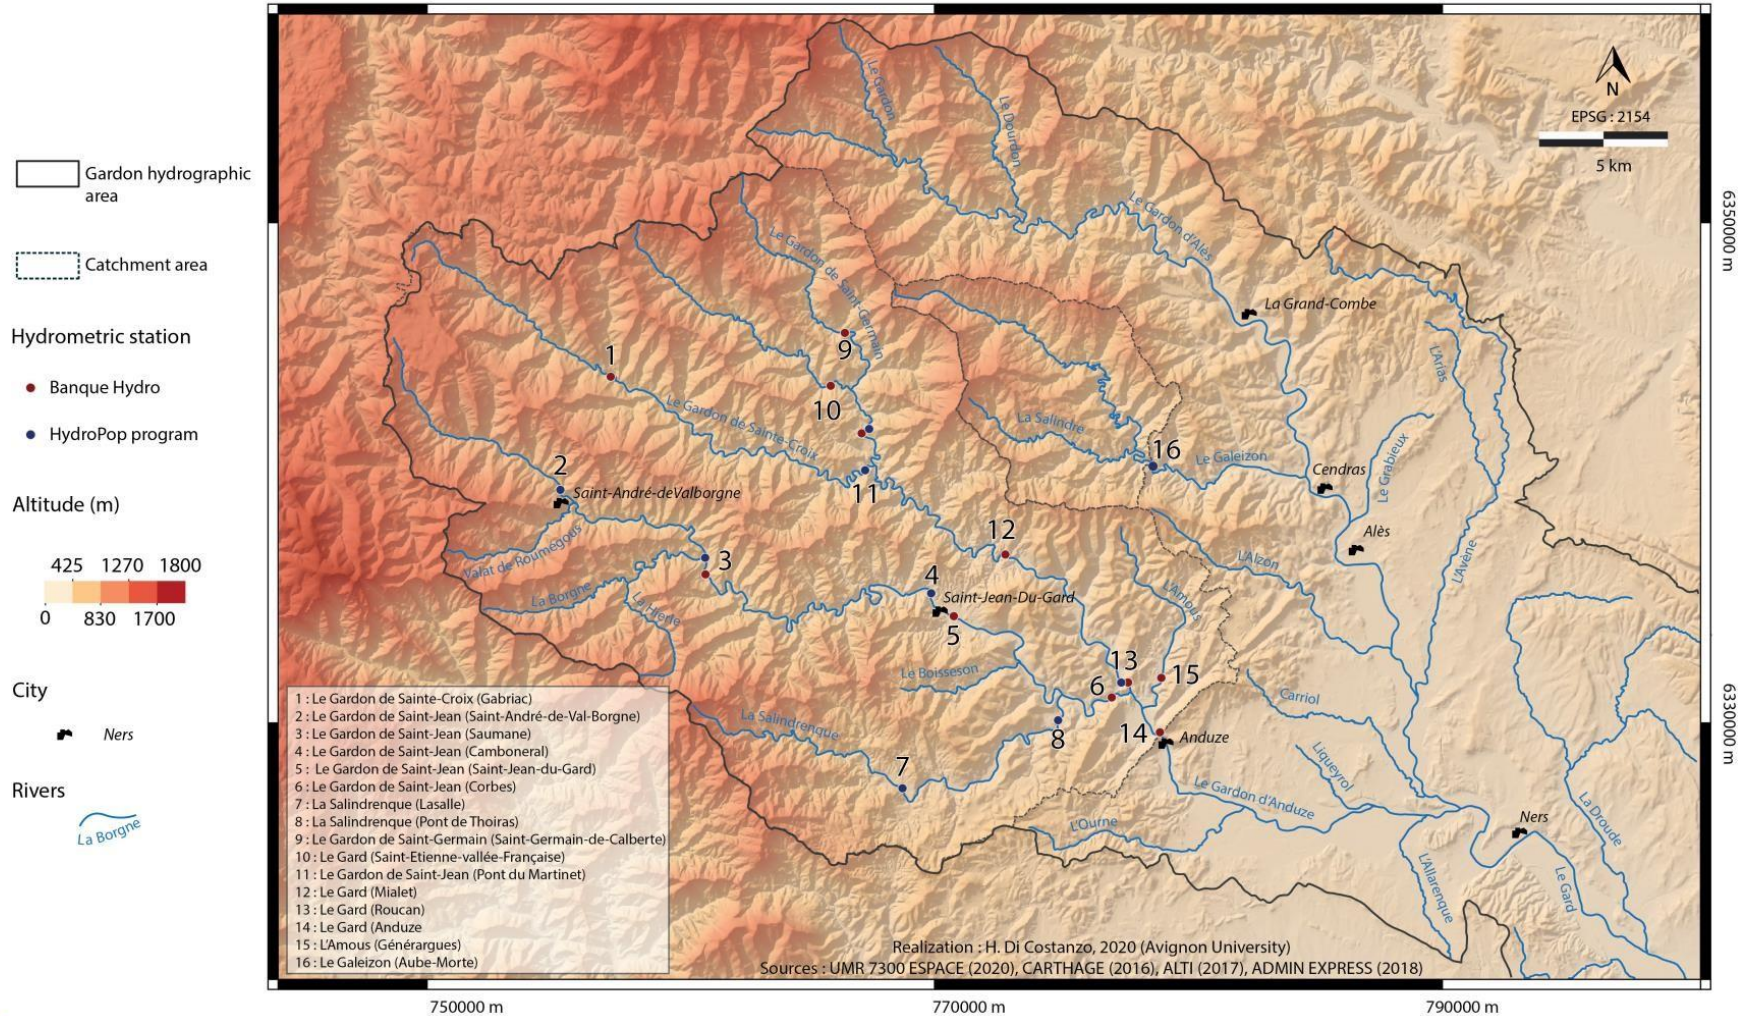 Gardon hydrographic
area
Catchment area
Hydrometric station
Banque Hydro
HydroPop program
Altitude (m)
425 1270 1800
0 830 1700
City
Ners
Rivers
La Borgne
N
EPSG : 2154
5 km
6350000 m
6330000 m
750000 m
770000 m
790000 m
Le Gardon
Le Dourdon
Le Gardon d'Alès
Le Gardon de Saint-Germain
La Grand-Combe
L'Arias
9
1
10
Le Gardon de Sainte-Croix
La Salindre
16
Le Galeizon
Cendras
Le Grabieux
2
Saint-André-deValborgne
11
12
Alès
L'Avène
L'Alzon
Valat de Roumégous
3
La Borgne
La Hierle
4
Saint-Jean-Du-Gard
5
L'Amous
Le Boisseson
13
6
15
Carriol
La Salindrenque
8
14
Anduze
7
Liqueyrol
Le Gardon d'Anduze
L'Ourne
Ners
La Droude
L'Allarenque
Le Gard
1 : Le Gardon de Sainte-Croix (Gabriac)
2 : Le Gardon de Saint-Jean (Saint-André-de-Val-Borgne)
3 : Le Gardon de Saint-Jean (Saumane)
4 : Le Gardon de Saint-Jean (Camboneral)
5 : Le Gardon de Saint-Jean (Saint-Jean-du-Gard)
6 : Le Gardon de Saint-Jean (Corbes)
7 : La Salindrenque (Lasalle)
8 : La Salindrenque (Pont de Thoiras)
9 : Le Gardon de Saint-Germain (Saint-Germain-de-Calberte)
10 : Le Gard (Saint-Etienne-vallée-Française)
11 : Le Gardon de Saint-Jean (Pont du Martinet)
12 : Le Gard (Mialet)
13 : Le Gard (Roucan)
14 : Le Gard (Anduze
15 : L'Amous (Générargues)
16 : Le Galeizon (Aube-Morte)
Realization : H. Di Costanzo, 2020 (Avignon University)
Sources : UMR 7300 ESPACE (2020), CARTHAGE (2016), ALTI (2017), ADMIN EXPRESS (2018)